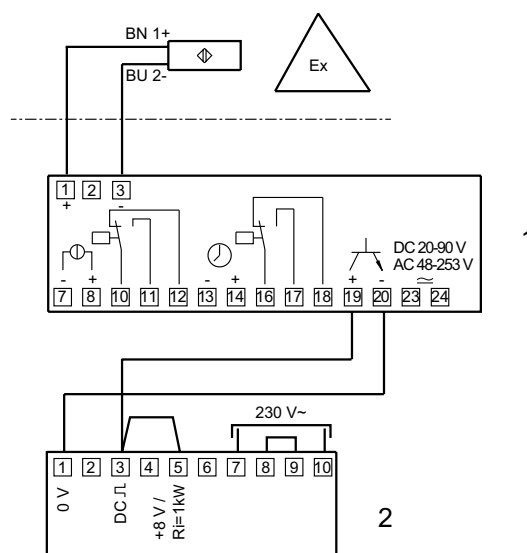 BN 1+
BU 2-
Ex
1 2 3
+ -
DC 20-90 V
AC 48-253 V
- + - + + - ≂
7 8 10 11 12 13 14 16 17 18 19 20 23 24
1
230 V~
1 2 3 4 5 6 7 8 9 10
0 V
DC ⎍
+8 V /
Ri=1kW
2